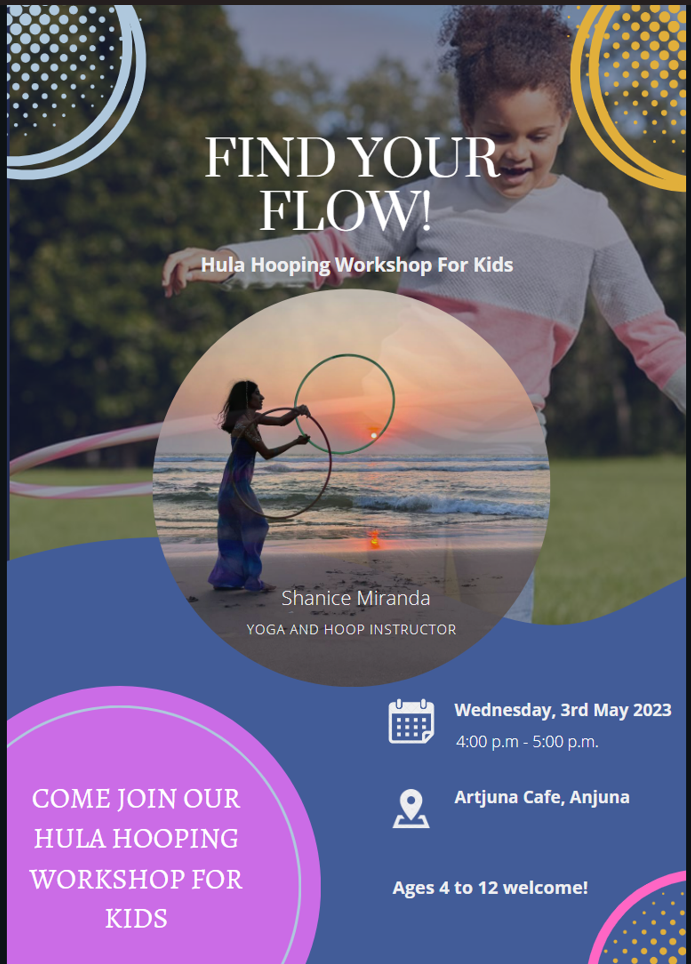 FIND YOUR
FLOW!
Hula Hooping Workshop For Kids
Shanice Miranda
YOGA AND HOOP INSTRUCTOR
Wednesday, 3rd May 2023
4:00 p.m - 5:00 p.m.
Artjuna Cafe, Anjuna
Ages 4 to 12 welcome!
COME JOIN OUR
HULA HOOPING
WORKSHOP FOR
KIDS